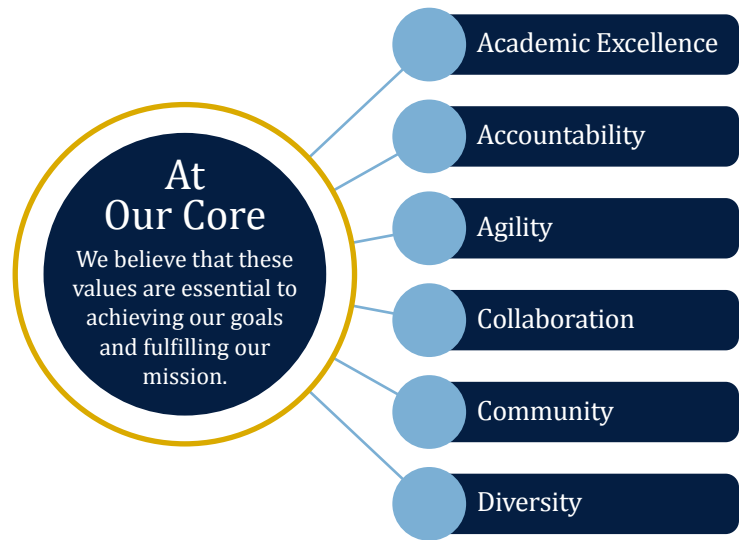 At
Our Core
We believe that these
values are essential to
achieving our goals
and fulfilling our
mission.
Academic Excellence
Accountability
Agility
Collaboration
Community
Diversity